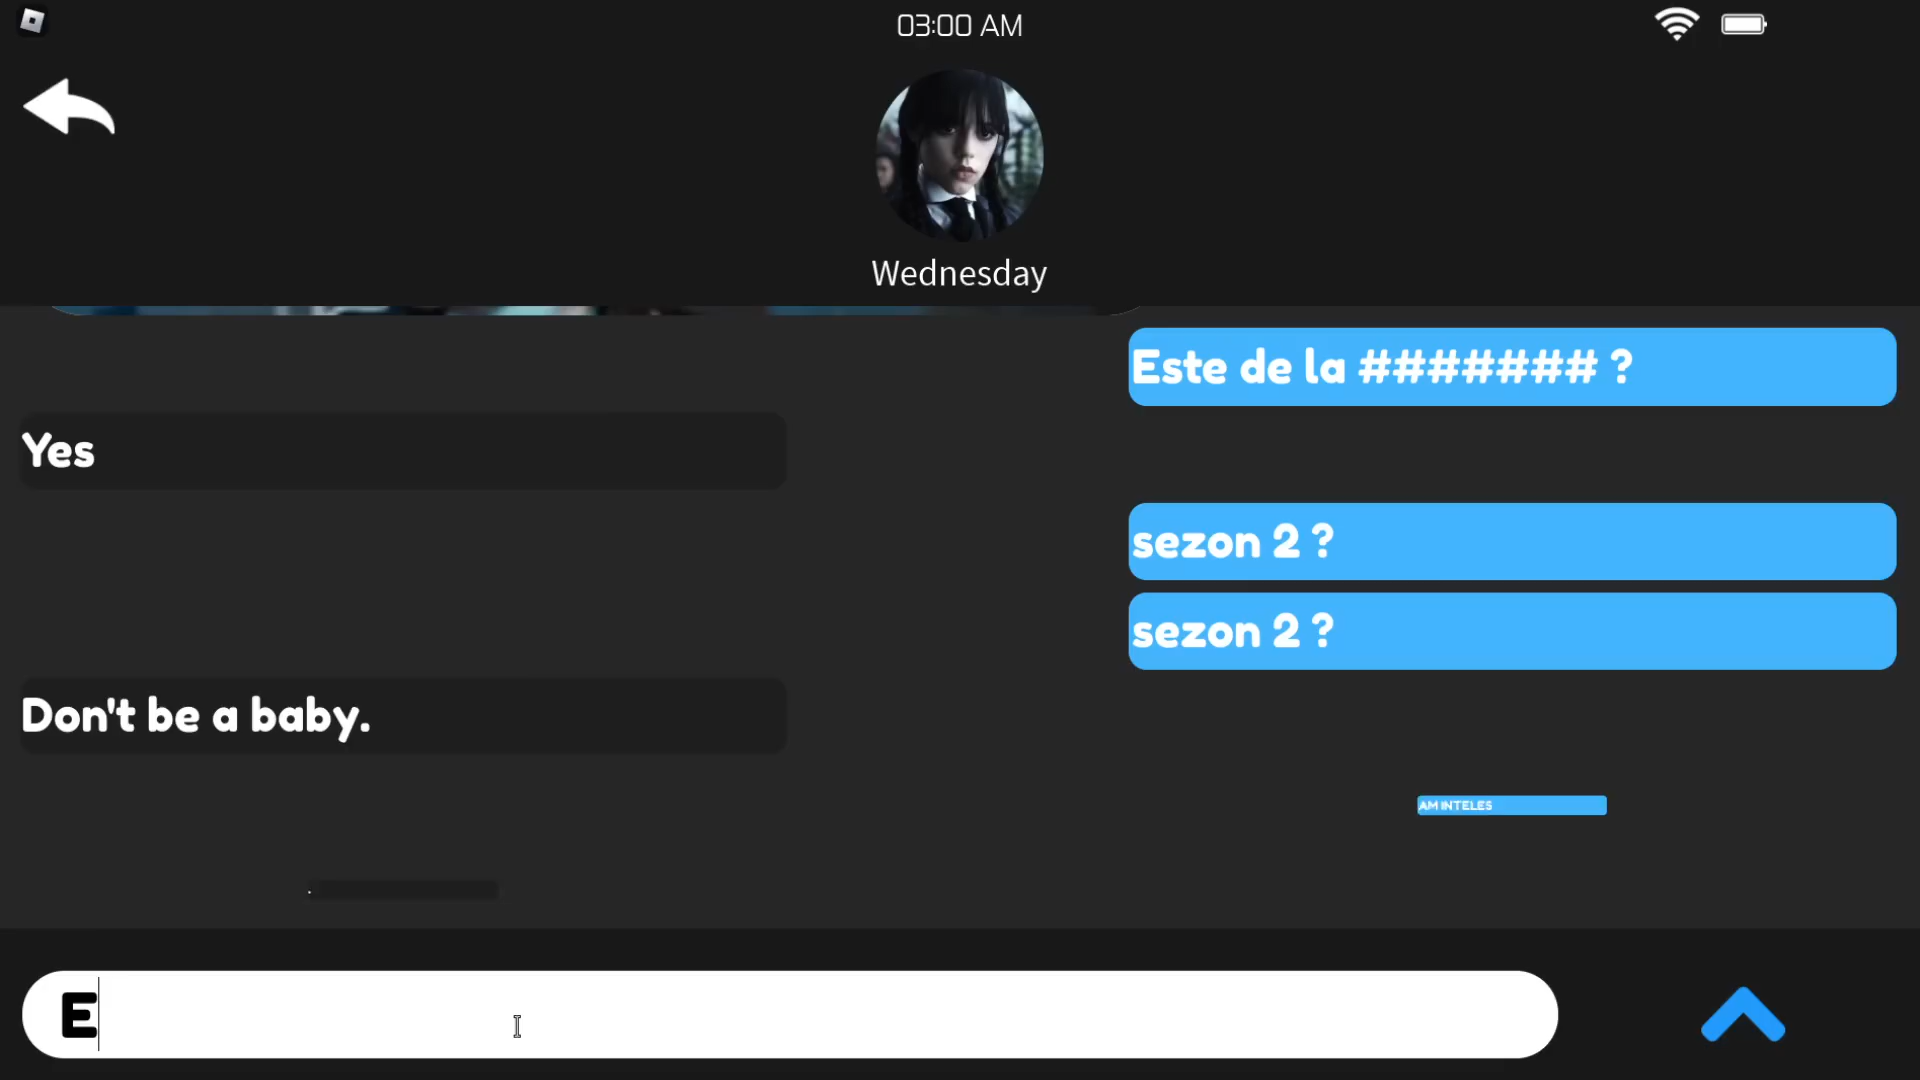 03:00 AM
Wednesday
Este de la ####### ?
Yes
sezon 2 ?
sezon 2 ?
Don't be a baby.
AM INTELES
.
E